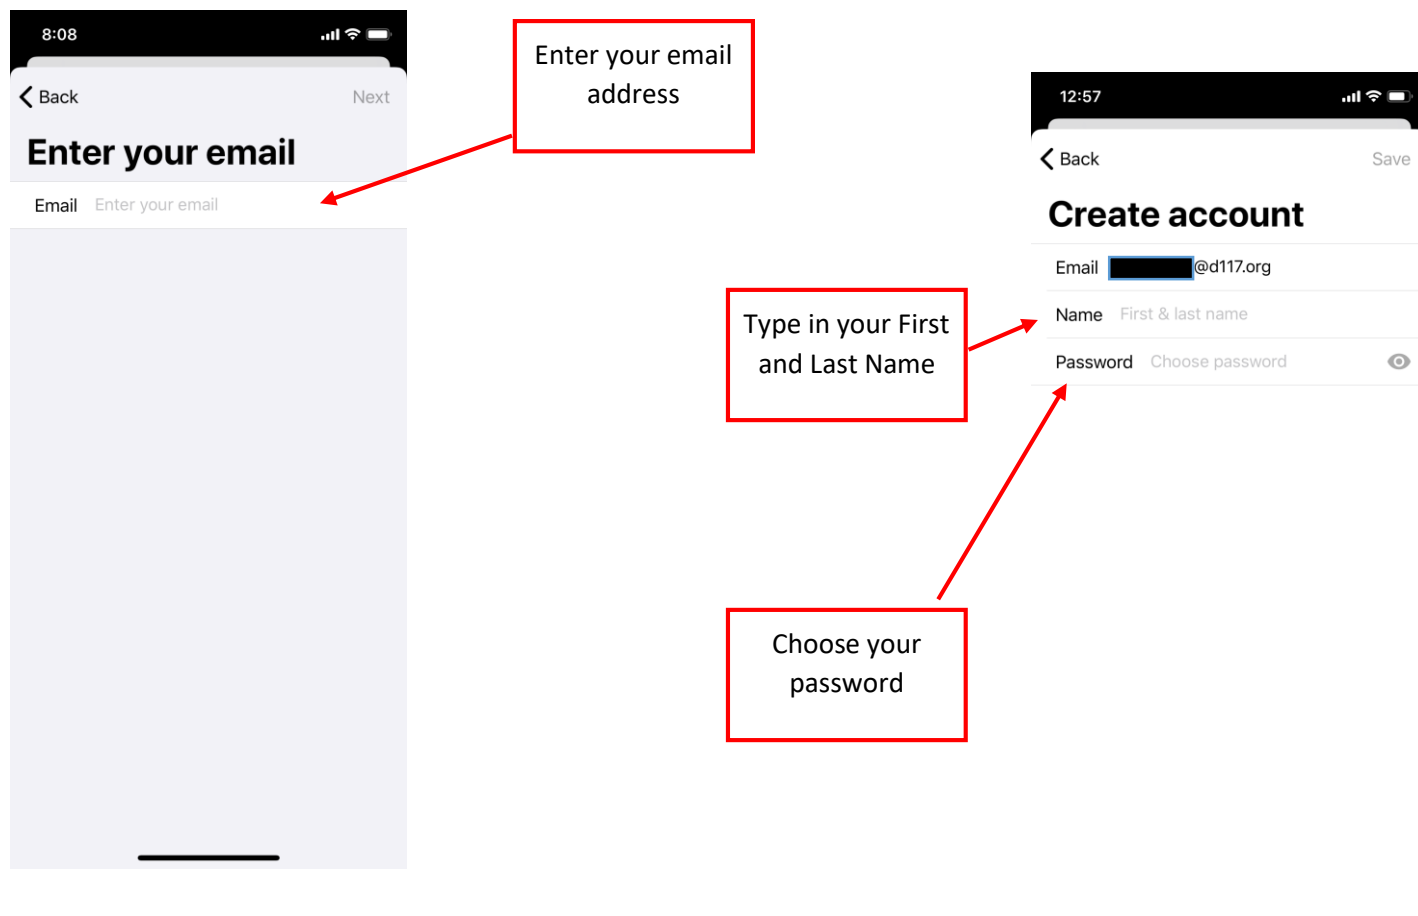 8:08
Back
Next
Enter your email
Email Enter your email
Enter your email
address
Type in your First
and Last Name
Choose your
password
12:57
Back
Save
Create account
Email @d117.org
Name First & last name
Password Choose password